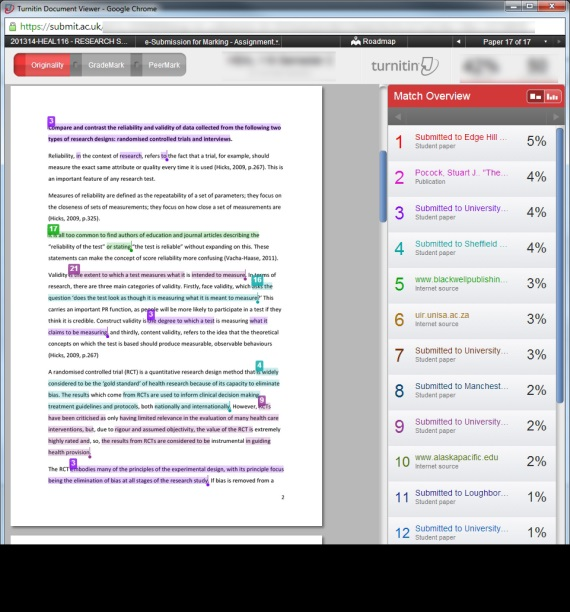 Turnitin Document Viewer - Google Chrome
https://submit.ac.uk
201314-HEAL116 - RESEARCH S...
e-Submission for Marking - Assignment
Roadmap
Paper 17 of 17
Originality
GradeMark
PeerMark
turnitin
Match Overview
3
Compare and contrast the reliability and validity of data collected from the following two
types of research designs: randomised controlled trials and interviews.
Reliability, in the context of research, refers to the fact that a trial, for example, should
measure the exact same attribute or quality every time it is used (Hicks, 2009, p.267). This is
an important feature of any research test.
Measures of reliability are defined as the repeatability of a set of parameters; they focus on
the closeness of sets of measurements; they focus on how close a set of measurements are
(Hicks, 2009, p.325).
17
all too common to find authors of education and journal articles describing the
"reliability of the test" or stating "the test is reliable" without expanding on this. These
statements can make the concept of score reliability more confusing (Vacha-Haase, 2011).
21
Validity is the extent to which a test measures what it is intended to measure. In terms of
16
research, there are three main categories of validity. Firstly, face validity, which asks the
question 'does the test look as though it is measuring what it is meant to measure?' This
carries an important PR function, as people will be more likely to participate in a test if they
3
think it is credible. Construct validity is the degree to which a test is measuring what it
claims to be measuring, and thirdly, content validity, refers to the idea that the theoretical
concepts on which the test is based should produce measurable, observable behaviours
(Hicks, 2009, p.267)
4
A randomised controlled trial (RCT) is a quantitative research design method that is widely
considered to be the 'gold standard' of health research because of its capacity to eliminate
bias. The results which come from RCTs are used to inform clinical decision making,
9
treatment guidelines and protocols, both nationally and internationally. However, RCTs
have been criticised as only having limited relevance in the evaluation of many health care
interventions, but, due to rigour and assumed objectivity, the value of the RCT is extremely
highly rated and, so, the results from RCTs are considered to be instrumental in guiding
health provision.
3
The RCT embodies many of the principles of the experimental design, with its principle focus
being the elimination of bias at all stages of the research study. If bias is removed from a
2
1 Submitted to Edge Hill ... 5%
Student paper
2 Pocock, Stuart J.. "The... 4%
Publication
3 Submitted to University... 4%
Student paper
4 Submitted to Sheffield ... 4%
Student paper
5 www.blackwellpublishin... 3%
Internet source
6 uir.unisa.ac.za 3%
Internet source
7 Submitted to University... 3%
Student paper
8 Submitted to Manchest... 2%
Student paper
9 Submitted to University... 2%
Student paper
10 www.alaskapacific.edu 2%
Internet source
11 Submitted to Loughbor... 1%
Student paper
12 Submitted to University... 1%
Student paper